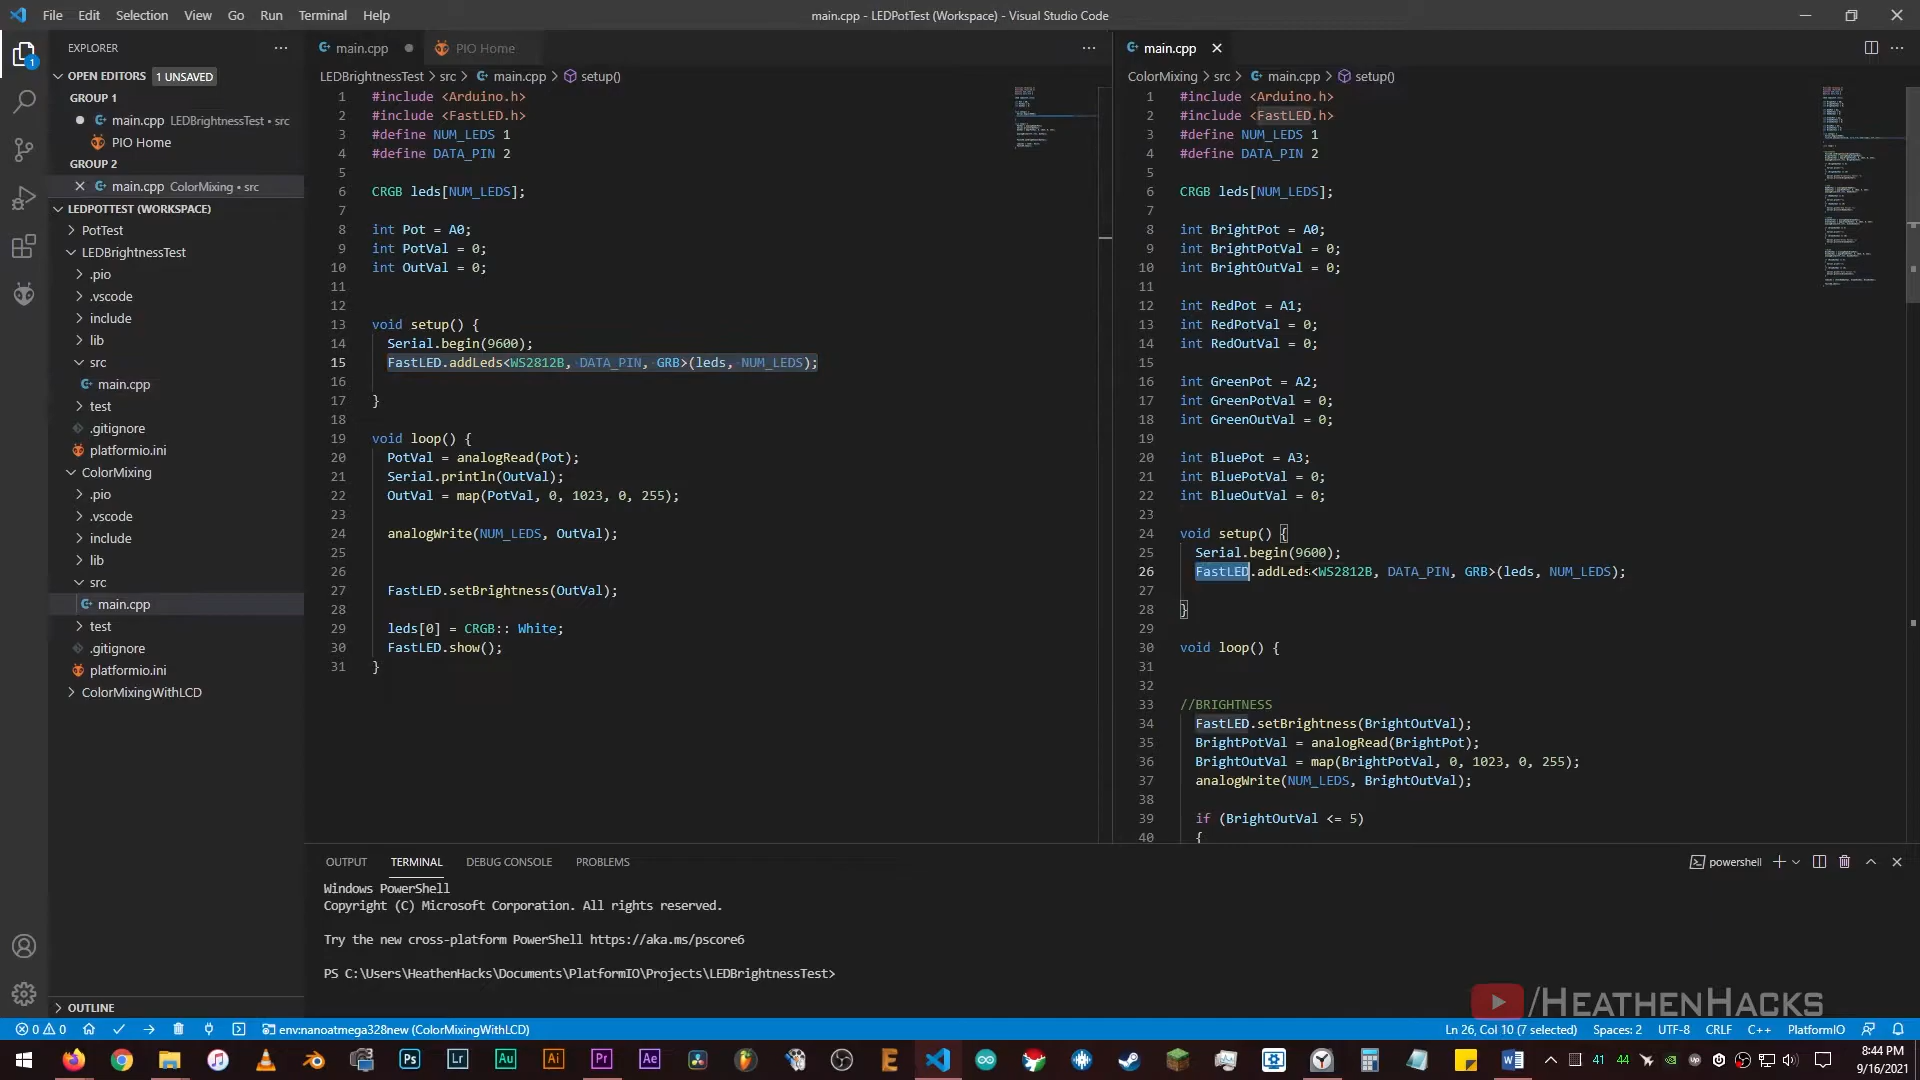 File Edit Selection View Go Run Terminal Help
main.cpp - LEDPotTest (Workspace) - Visual Studio Code
EXPLORER
OPEN EDITORS 1 UNSAVED
GROUP 1
main.cpp LEDBrightnessTest • src
PIO Home
GROUP 2
main.cpp ColorMixing • src
LEDPOTTEST (WORKSPACE)
PotTest
LEDBrightnessTest
.pio
.vscode
include
lib
src
main.cpp
test
.gitignore
platformio.ini
ColorMixing
.pio
.vscode
include
lib
src
main.cpp
test
.gitignore
platformio.ini
ColorMixingWithLCD
OUTLINE
main.cpp PIO Home
LEDBrightnessTest > src > main.cpp > setup()
1 #include <Arduino.h>
2 #include <FastLED.h>
3 #define NUM_LEDS 1
4 #define DATA_PIN 2
5
6 CRGB leds[NUM_LEDS];
7
8 int Pot = A0;
9 int PotVal = 0;
10 int OutVal = 0;
11
12
13 void setup() {
14 Serial.begin(9600);
15 FastLED.addLeds<WS2812B, DATA_PIN, GRB>(leds, NUM_LEDS);
16
17 }
18
19 void loop() {
20 PotVal = analogRead(Pot);
21 Serial.println(OutVal);
22 OutVal = map(PotVal, 0, 1023, 0, 255);
23
24 analogWrite(NUM_LEDS, OutVal);
25
26
27 FastLED.setBrightness(OutVal);
28
29 leds[0] = CRGB:: White;
30 FastLED.show();
31 }
main.cpp
ColorMixing > src > main.cpp > setup()
1 #include <Arduino.h>
2 #include <FastLED.h>
3 #define NUM_LEDS 1
4 #define DATA_PIN 2
5
6 CRGB leds[NUM_LEDS];
7
8 int BrightPot = A0;
9 int BrightPotVal = 0;
10 int BrightOutVal = 0;
11
12 int RedPot = A1;
13 int RedPotVal = 0;
14 int RedOutVal = 0;
15
16 int GreenPot = A2;
17 int GreenPotVal = 0;
18 int GreenOutVal = 0;
19
20 int BluePot = A3;
21 int BluePotVal = 0;
22 int BlueOutVal = 0;
23
24 void setup() {
25 Serial.begin(9600);
26 FastLED.addLeds<WS2812B, DATA_PIN, GRB>(leds, NUM_LEDS);
27
28 }
29
30 void loop() {
31
32
33 //BRIGHTNESS
34 FastLED.setBrightness(BrightOutVal);
35 BrightPotVal = analogRead(BrightPot);
36 BrightOutVal = map(BrightPotVal, 0, 1023, 0, 255);
37 analogWrite(NUM_LEDS, BrightOutVal);
38
39 if (BrightOutVal <= 5)
40 {
OUTPUT TERMINAL DEBUG CONSOLE PROBLEMS
powershell
Windows PowerShell
Copyright (C) Microsoft Corporation. All rights reserved.
Try the new cross-platform PowerShell https://aka.ms/pscore6
PS C:\Users\HeathenHacks\Documents\PlatformIO\Projects\LEDBrightnessTest>
/HEATHENHACKS
0 0 env:nanoatmega328new (ColorMixingWithLCD)
Ln 26, Col 10 (7 selected) Spaces: 2 UTF-8 CRLF C++ PlatformIO
Ps Lr Au Ai Pr Ae
41 44
8:44 PM
9/16/2021